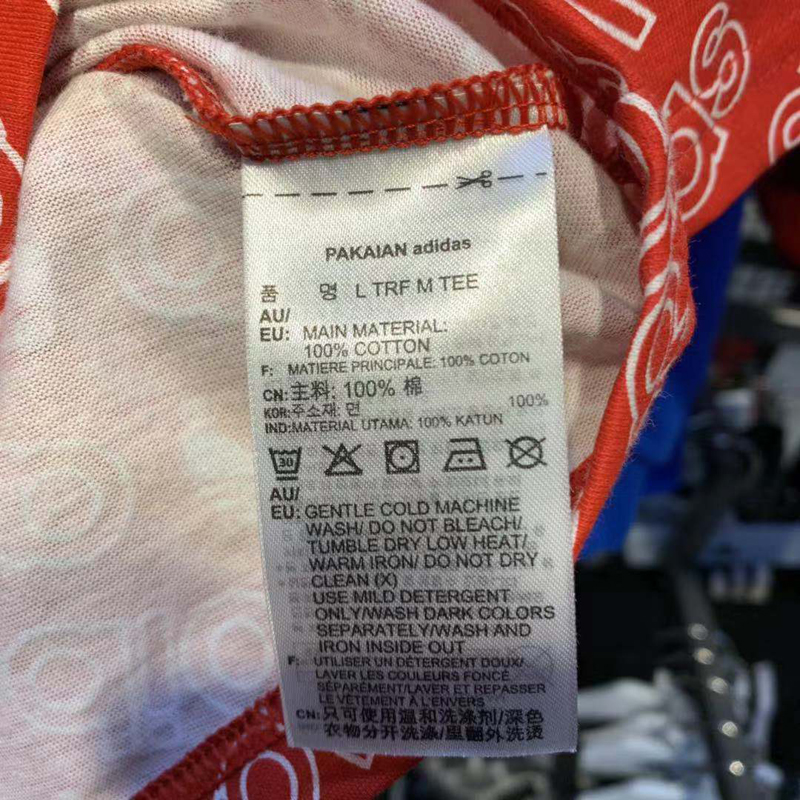 PAKAIAN adidas
품 명 L TRF M TEE
AU/
EU: MAIN MATERIAL:
100% COTTON
F: MATIERE PRINCIPALE: 100% COTON
CN:主料: 100% 棉
KOR:주소재: 면 100%
IND:MATERIAL UTAMA: 100% KATUN
30
AU/
EU: GENTLE COLD MACHINE
WASH/ DO NOT BLEACH/
TUMBLE DRY LOW HEAT/
WARM IRON/ DO NOT DRY
CLEAN (X)
USE MILD DETERGENT
ONLY/WASH DARK COLORS
SEPARATELY/WASH AND
IRON INSIDE OUT
F: UTILISER UN DÉTERGENT DOUX/
LAVER LES COULEURS FONCÉ
SÉPARÉMENT/LAVER ET REPASSER
LE VÊTEMENT À L'ENVERS
CN:只可使用温和洗涤剂/深色
衣物分开洗涤/里翻外洗烫